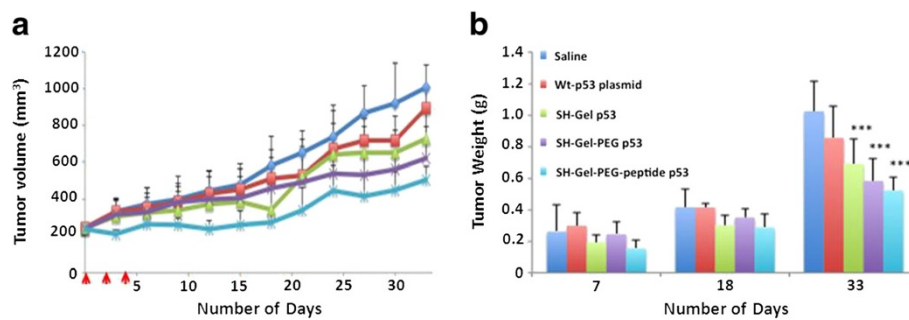 a
1200
1000
800
600
400
200
0
Tumor volume (mm³)
5 10 15 20 25 30
Number of Days
b
1.4
1.2
1.0
0.8
0.6
0.4
0.2
0
Tumor Weight (g)
Saline
Wt-p53 plasmid
SH-Gel p53
SH-Gel-PEG p53
SH-Gel-PEG-peptide p53
***
***
***
7 18 33
Number of Days